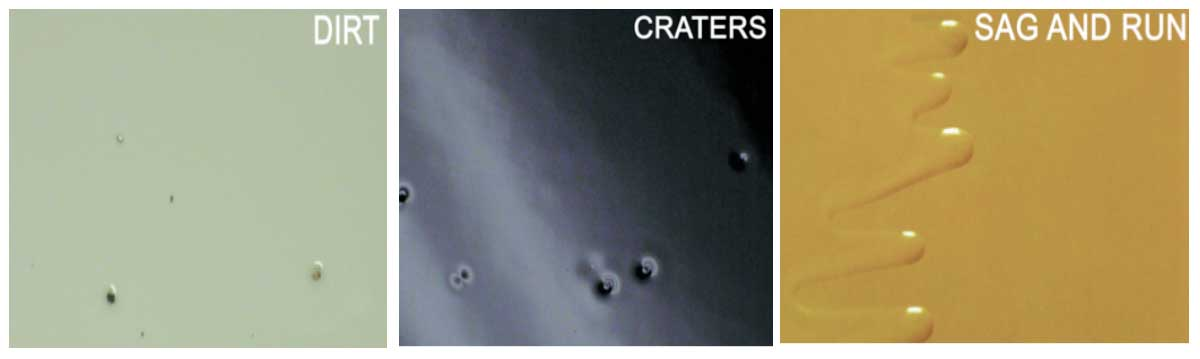 DIRT
CRATERS
SAG AND RUN